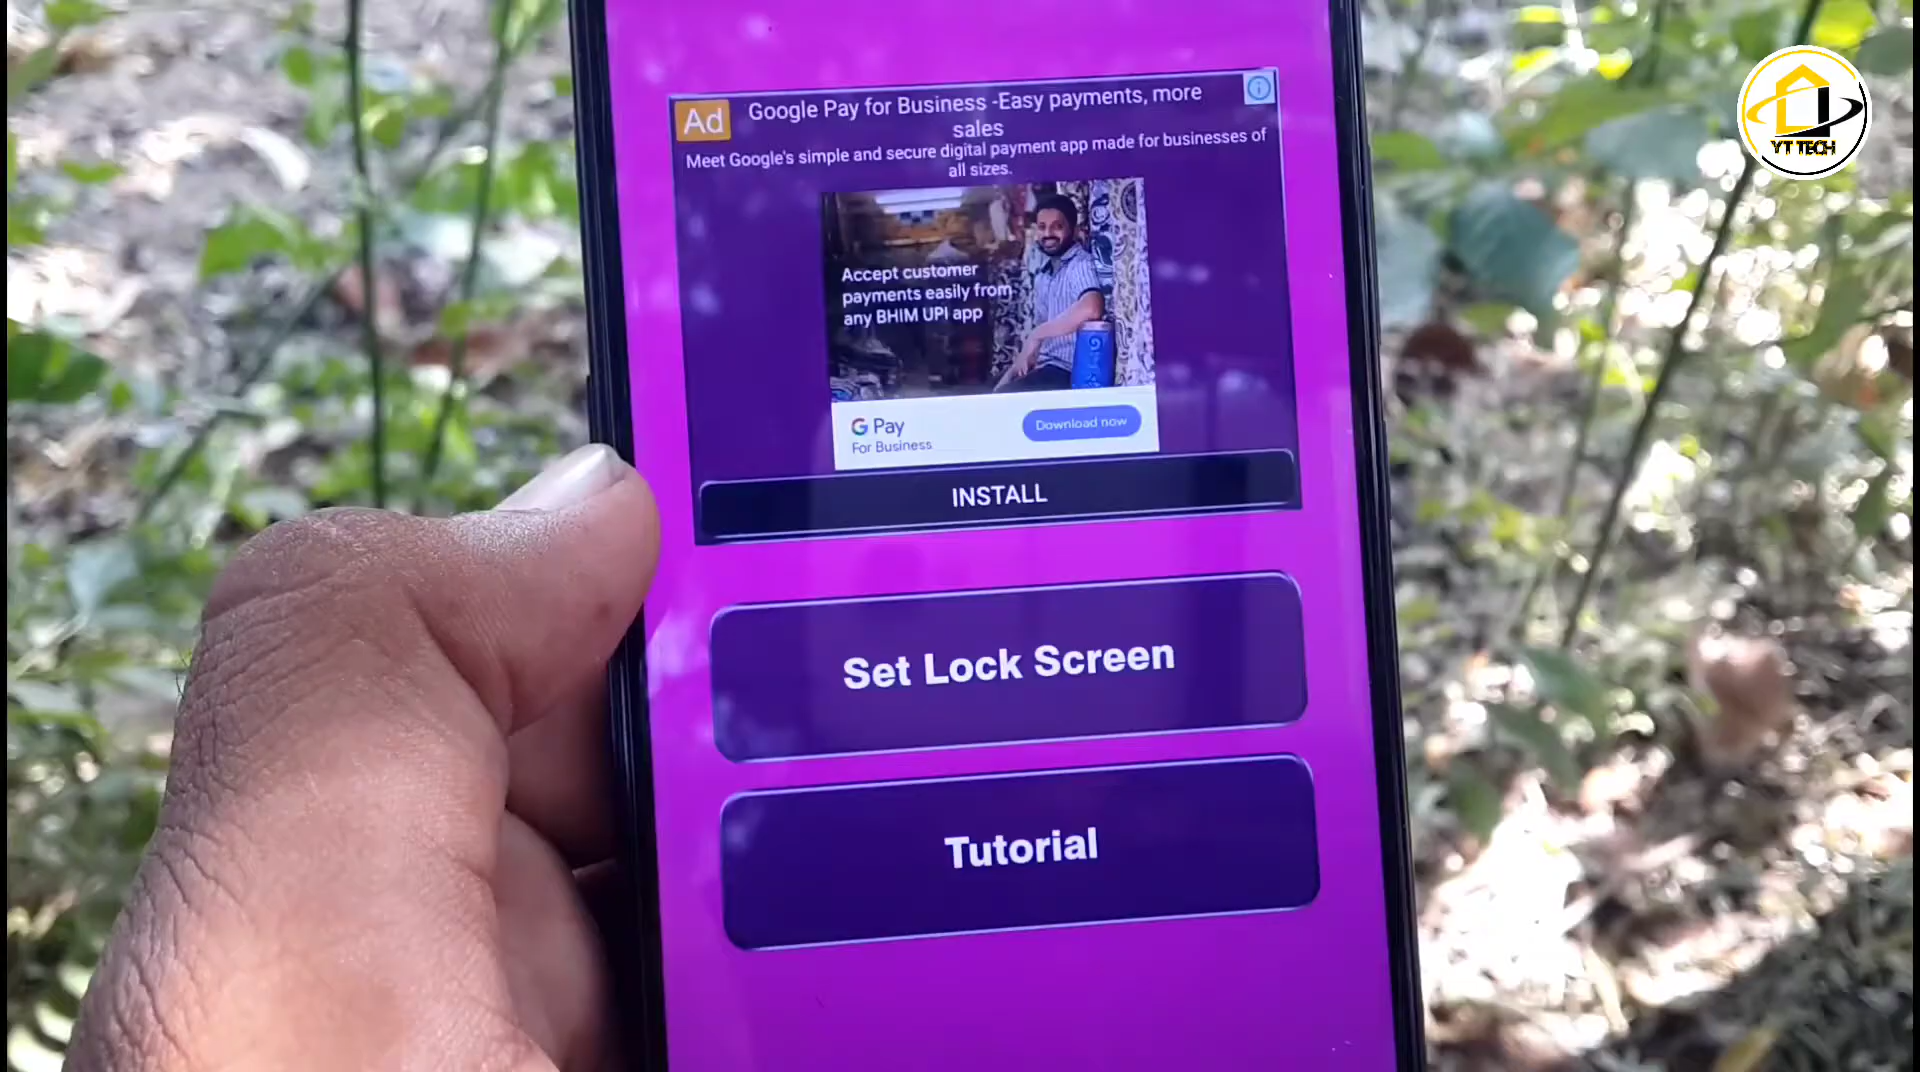 Ad
Google Pay for Business -Easy payments, more
sales
Meet Google's simple and secure digital payment app made for businesses of
all sizes.
Accept customer
payments easily from
any BHIM UPI app
G Pay
For Business
Download now
INSTALL
Set Lock Screen
Tutorial
YT TECH